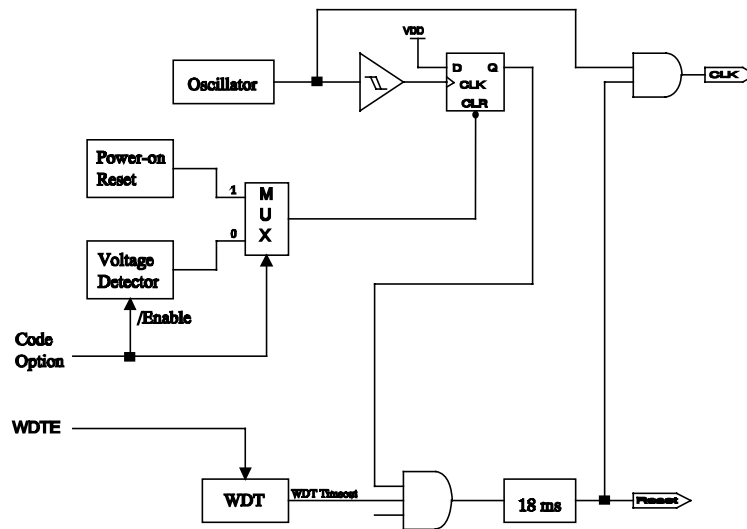 VDD
Oscillator
D Q
CLK
CLR
CLK
Power-on
Reset
1
M
U
X
0
Voltage
Detector
/Enable
Code
Option
WDTE
WDT
WDT Timeout
18 ms
Reset